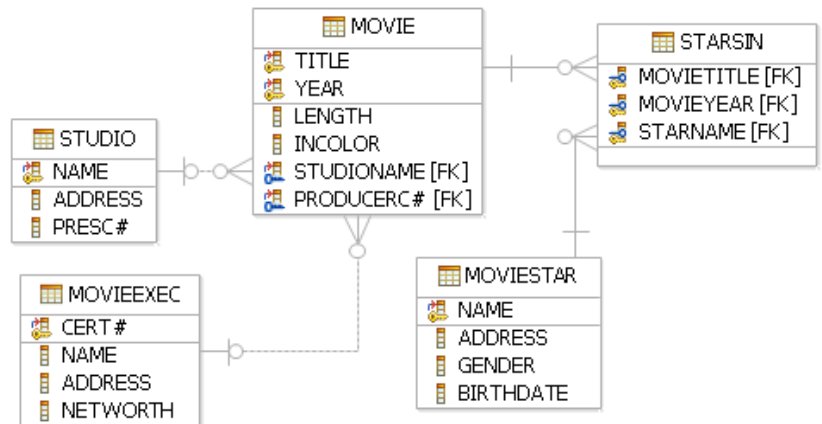 MOVIE
TITLE
YEAR
LENGTH
INCOLOR
STUDIONAME [FK]
PRODUCERC# [FK]
STARSIN
MOVIETITLE [FK]
MOVIEYEAR [FK]
STARNAME [FK]
STUDIO
NAME
ADDRESS
PRESC#
MOVIEEXEC
CERT#
NAME
ADDRESS
NETWORTH
MOVIESTAR
NAME
ADDRESS
GENDER
BIRTHDATE